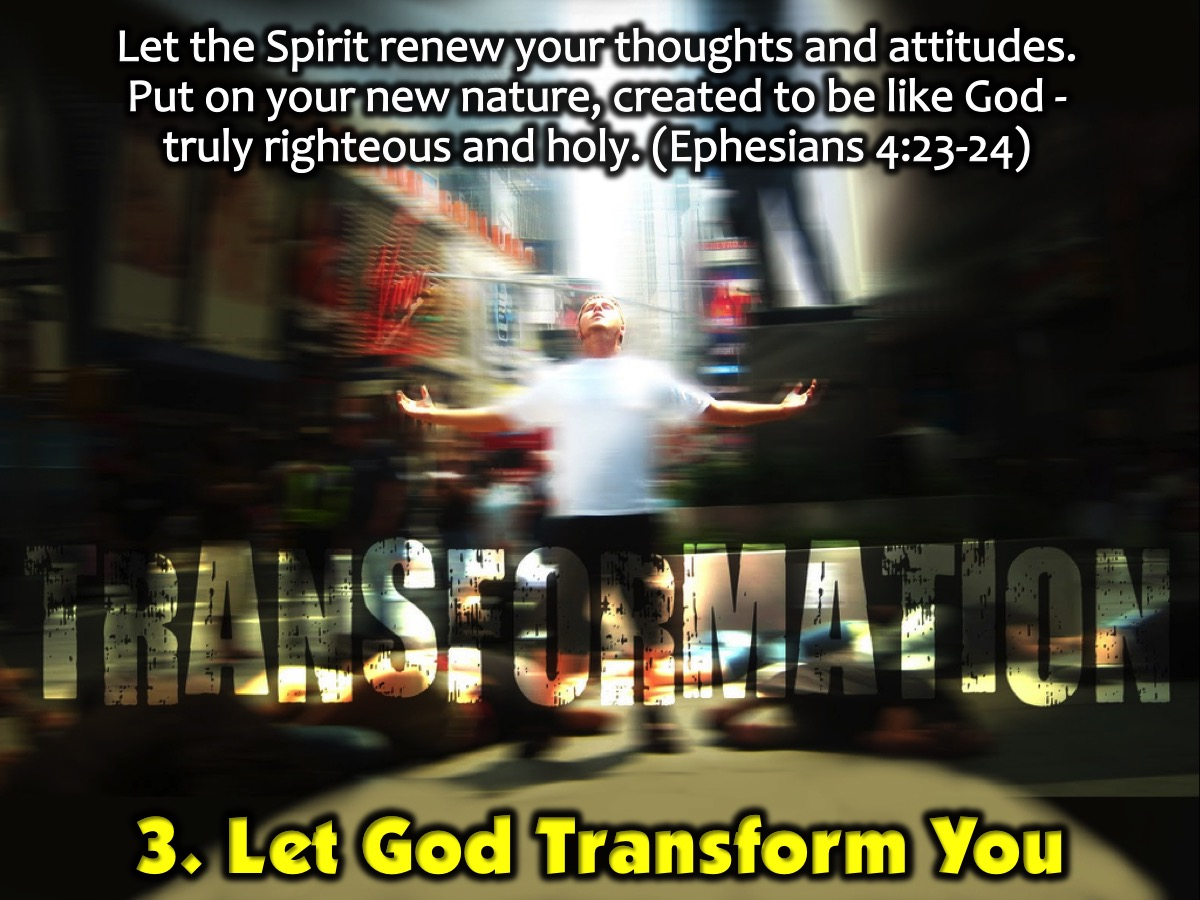 Let the Spirit renew your thoughts and attitudes.
Put on your new nature, created to be like God -
truly righteous and holy. (Ephesians 4:23-24)
TRANSFORMATION
3. Let God Transform You